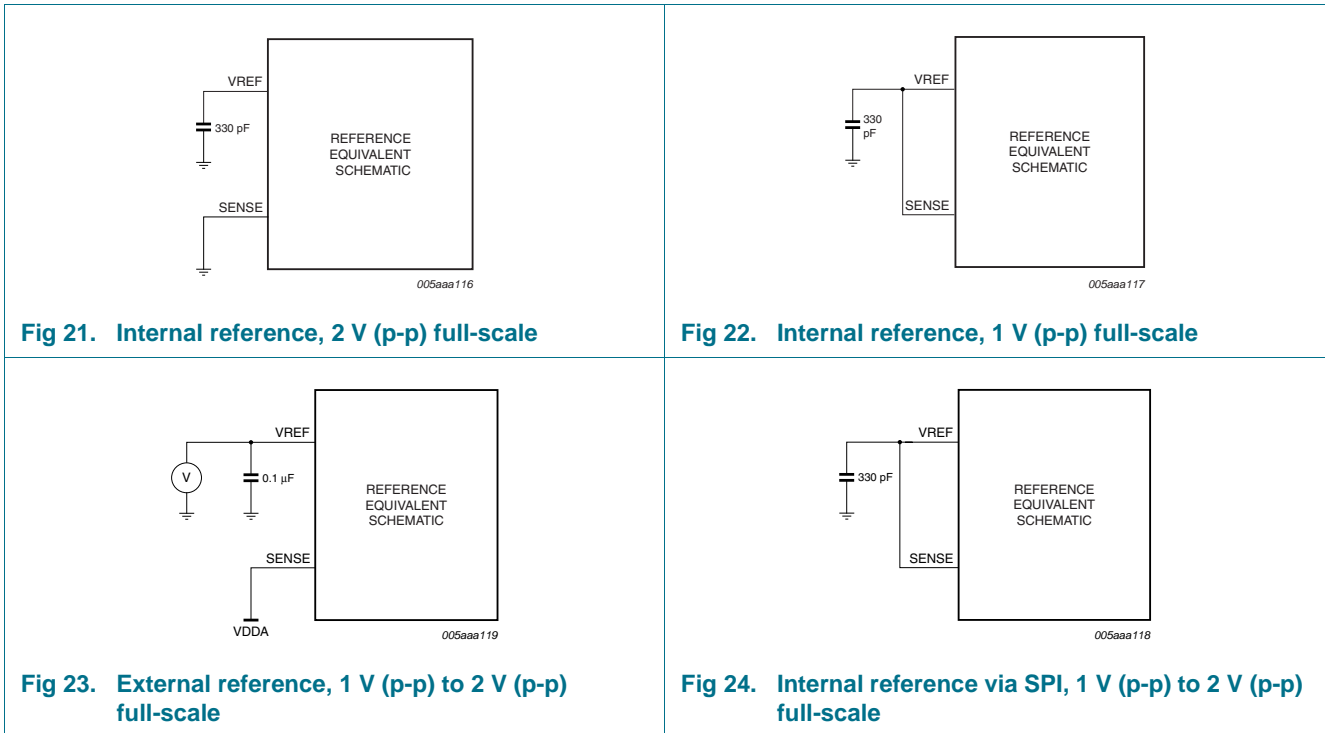 VREF
330 pF
REFERENCE
EQUIVALENT
SCHEMATIC
SENSE
005aaa116
Fig 21. Internal reference, 2 V (p-p) full-scale
VREF
330
pF
REFERENCE
EQUIVALENT
SCHEMATIC
SENSE
005aaa117
Fig 22. Internal reference, 1 V (p-p) full-scale
VREF
V
0.1 μF
REFERENCE
EQUIVALENT
SCHEMATIC
SENSE
VDDA
005aaa119
Fig 23. External reference, 1 V (p-p) to 2 V (p-p)
full-scale
VREF
330 pF
REFERENCE
EQUIVALENT
SCHEMATIC
SENSE
005aaa118
Fig 24. Internal reference via SPI, 1 V (p-p) to 2 V (p-p)
full-scale